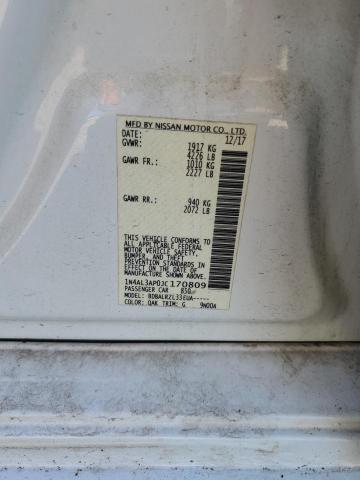 MFD BY NISSAN MOTOR CO., LTD.
DATE: 12/17
GVWR: 1917 KG
4226 LB
GAWR FR.: 1010 KG
2227 LB
GAWR RR.: 940 KG
2072 LB
THIS VEHICLE CONFORMS TO ALL
APPLICABLE FEDERAL
MOTOR VEHICLE SAFETY,
BUMPER, AND THEFT
PREVENTION STANDARDS
IN EFFECT ON THE DATE OF
MANUFACTURE SHOWN ABOVE.
1N4AL3AP0JC170809
PASSENGER CAR
MODEL: BDBALRZL33EUA-----
COLOR: QAK TRIM: G